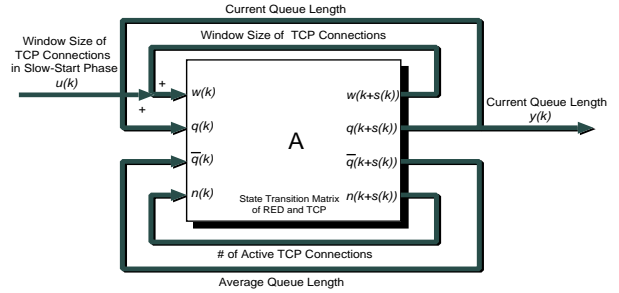 Current Queue Length
Window Size of TCP Connections
Window Size of
TCP Connections
in Slow-Start Phase
u(k)
+
+
w(k)
w(k+s(k))
q(k)
q(k+s(k))
A
q̅(k)
q̅(k+s(k))
n(k)
n(k+s(k))
State Transition Matrix
of RED and TCP
Current Queue Length
y(k)
# of Active TCP Connections
Average Queue Length